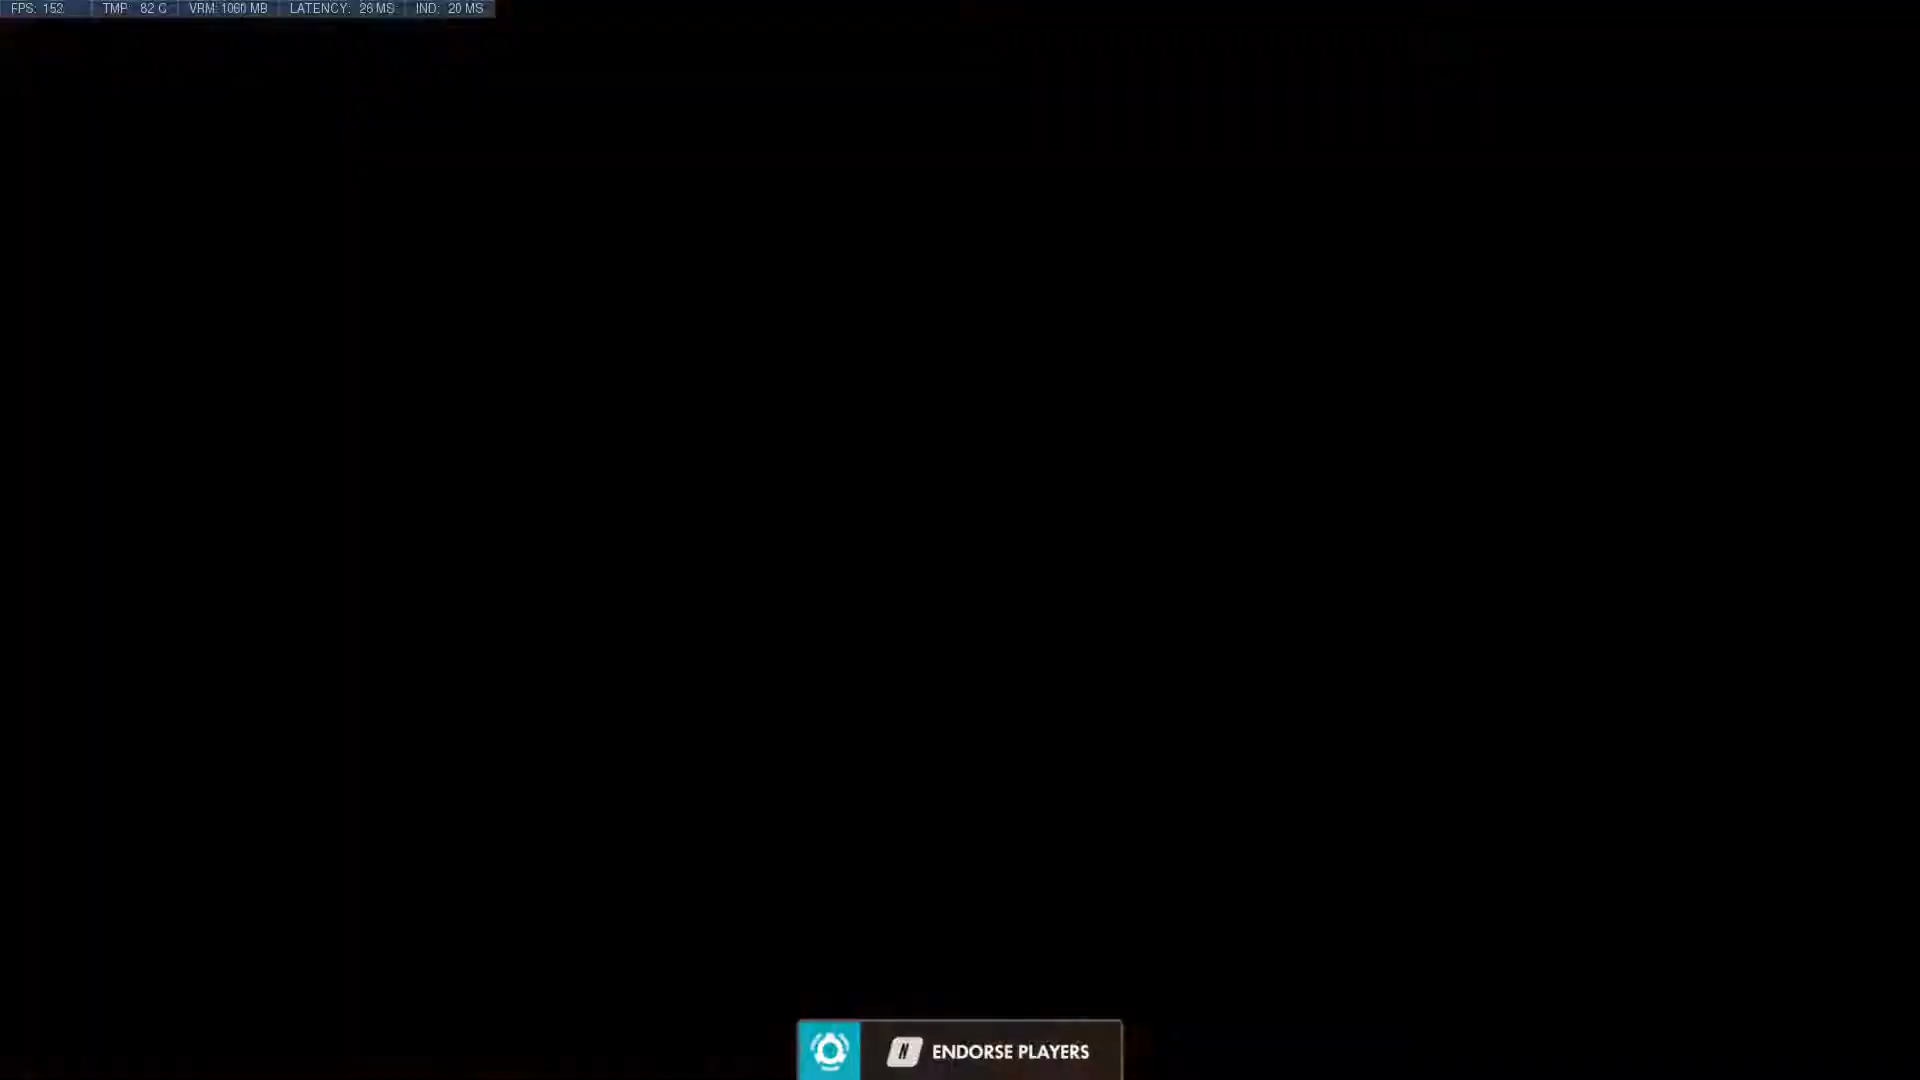 FPS: 152 TMP 82 C VRM: 1060 MB LATENCY: 26 MS IND: 20 MS
N ENDORSE PLAYERS